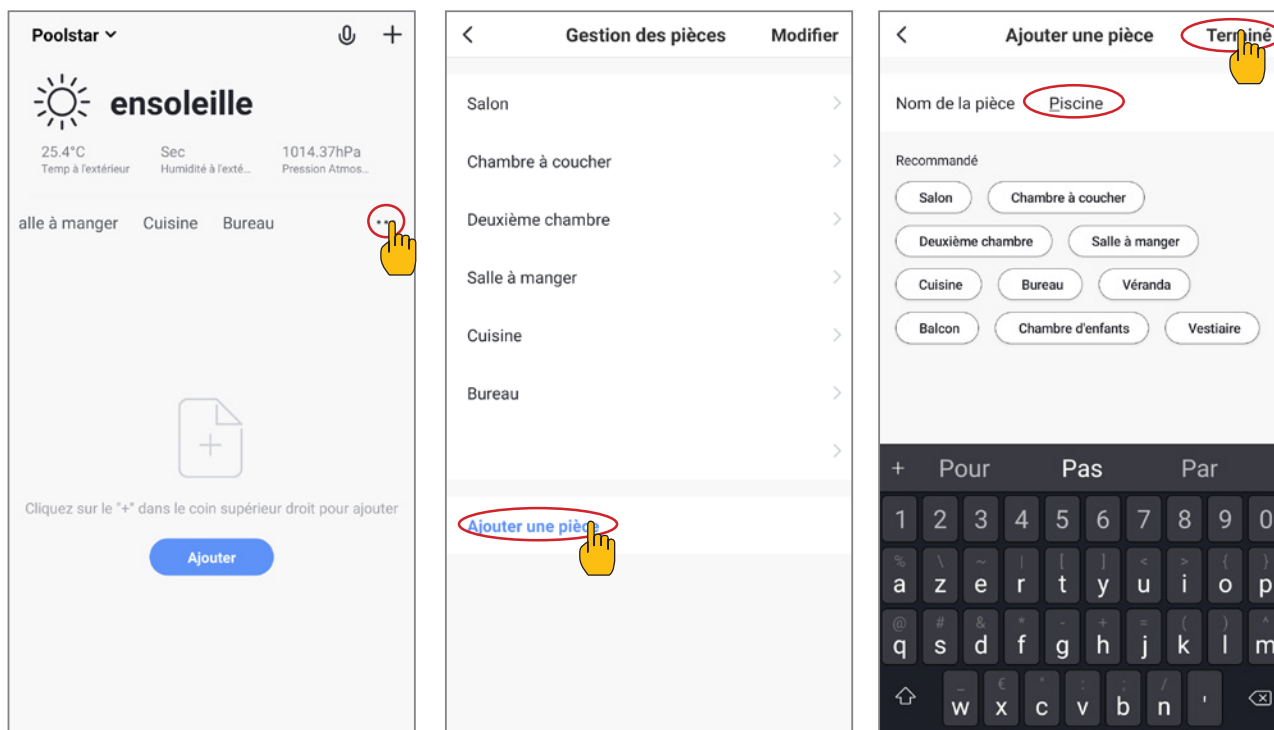 Poolstar
ensoleille
25.4°C Sec 1014.37hPa
Temp à l'extérieur Humidité à l'exté... Pression Atmos...
alle à manger Cuisine Bureau
Cliquez sur le "+" dans le coin supérieur droit pour ajouter
Ajouter
Gestion des pièces Modifier
Salon
Chambre à coucher
Deuxième chambre
Salle à manger
Cuisine
Bureau
Ajouter une pièce
Ajouter une pièce Terminé
Nom de la pièce Piscine
Recommandé
Salon Chambre à coucher
Deuxième chambre Salle à manger
Cuisine Bureau Véranda
Balcon Chambre d'enfants Vestiaire
+ Pour Pas Par
1 2 3 4 5 6 7 8 9 0
% \ ~ | [ ] < > { }
a z e r t y u i o p
@ # & * - + = ( ) ^
q s d f g h j k l m
_ € " : ; /
w x c v b n '